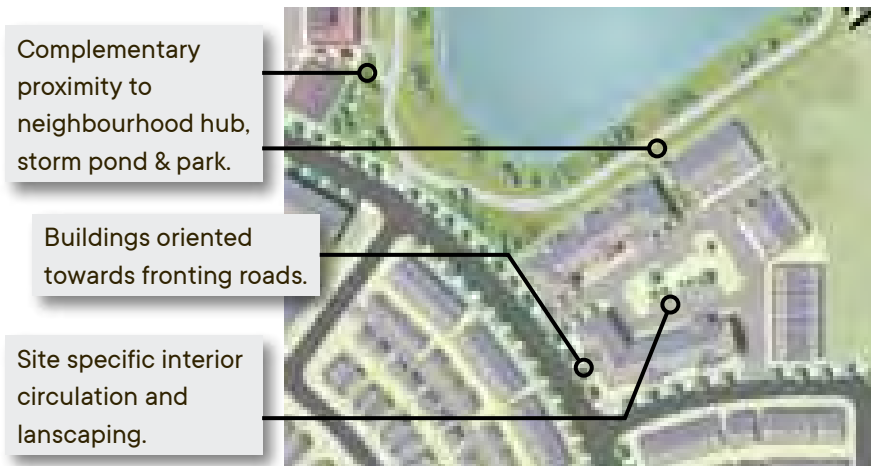 Complementary
proximity to
neighbourhood hub,
storm pond & park.
Buildings oriented
towards fronting roads.
Site specific interior
circulation and
lanscaping.